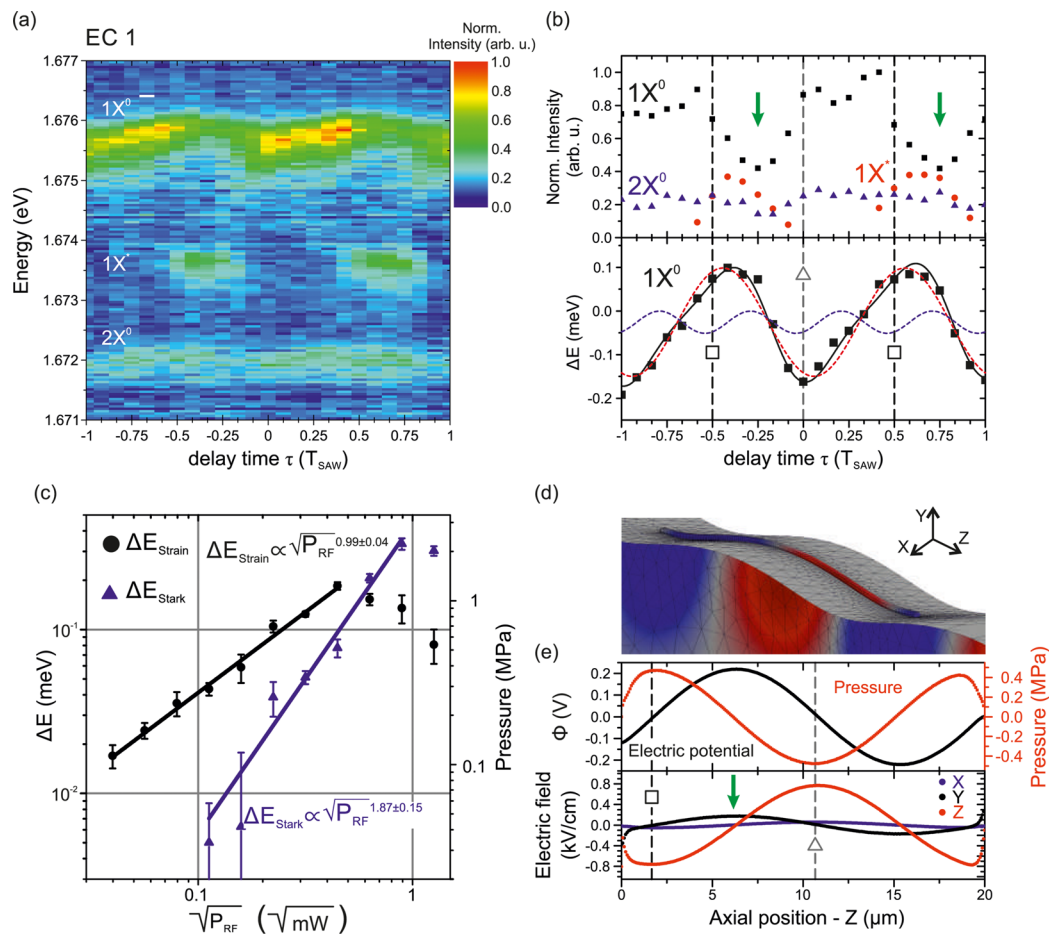 (a)
EC 1
Norm.
Intensity (arb. u.)
1.677
1.676
1.675
1.674
1.673
1.672
1.671
Energy (eV)
1X⁰
1X*
2X⁰
1.0
0.8
0.6
0.4
0.2
0.0
-1 -0.75 -0.5 -0.25 0 0.25 0.5 0.75 1
delay time τ (T_SAW)
(b)
Norm. Intensity
(arb. u.)
1.0
0.8
0.6
0.4
0.2
0.0
1X⁰
2X⁰
1X*
ΔE (meV)
0.1
0.0
-0.1
-0.2
1X⁰
-1 -0.75 -0.5 -0.25 0 0.25 0.5 0.75 1
delay time τ (T_SAW)
(c)
ΔE_Strain
ΔE_Stark
ΔE_Strain ∝ √P_RF^0.99±0.04
ΔE_Stark ∝ √P_RF^1.87±0.15
ΔE (meV)
10⁻¹
10⁻²
Pressure (MPa)
1
0.1
0.1 1
√P_RF (√mW)
(d)
Y
X
Z
(e)
Φ (V)
0.2
0.1
0.0
-0.1
-0.2
Pressure
Electric potential
Pressure (MPa)
0.4
0.2
0.0
-0.2
-0.4
Electric field
(kV/cm)
0.8
0.4
0.0
-0.4
-0.8
X
Y
Z
0 5 10 15 20
Axial position - Z (μm)